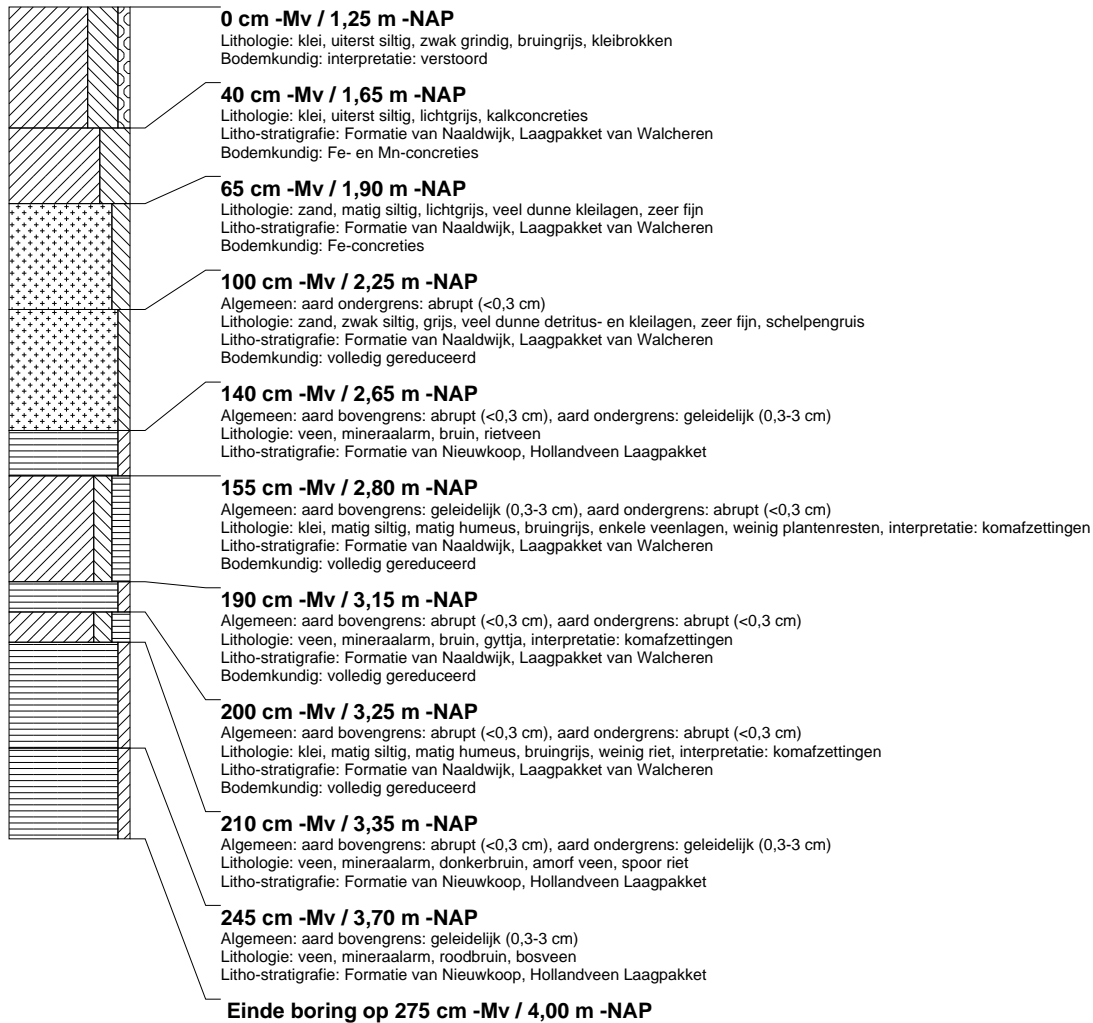 0 cm -Mv / 1,25 m -NAP
Lithologie: klei, uiterst siltig, zwak grindig, bruingrijs, kleibrokken
Bodemkundig: interpretatie: verstoord
40 cm -Mv / 1,65 m -NAP
Lithologie: klei, uiterst siltig, lichtgrijs, kalkconcreties
Litho-stratigrafie: Formatie van Naaldwijk, Laagpakket van Walcheren
Bodemkundig: Fe- en Mn-concreties
65 cm -Mv / 1,90 m -NAP
Lithologie: zand, matig siltig, lichtgrijs, veel dunne kleilagen, zeer fijn
Litho-stratigrafie: Formatie van Naaldwijk, Laagpakket van Walcheren
Bodemkundig: Fe-concreties
100 cm -Mv / 2,25 m -NAP
Algemeen: aard ondergrens: abrupt (<0,3 cm)
Lithologie: zand, zwak siltig, grijs, veel dunne detritus- en kleilagen, zeer fijn, schelpengruis
Litho-stratigrafie: Formatie van Naaldwijk, Laagpakket van Walcheren
Bodemkundig: volledig gereduceerd
140 cm -Mv / 2,65 m -NAP
Algemeen: aard bovengrens: abrupt (<0,3 cm), aard ondergrens: geleidelijk (0,3-3 cm)
Lithologie: veen, mineraalarm, bruin, rietveen
Litho-stratigrafie: Formatie van Nieuwkoop, Hollandveen Laagpakket
155 cm -Mv / 2,80 m -NAP
Algemeen: aard bovengrens: geleidelijk (0,3-3 cm), aard ondergrens: abrupt (<0,3 cm)
Lithologie: klei, matig siltig, matig humeus, bruingrijs, enkele veenlagen, weinig plantenresten, interpretatie: komafzettingen
Litho-stratigrafie: Formatie van Naaldwijk, Laagpakket van Walcheren
Bodemkundig: volledig gereduceerd
190 cm -Mv / 3,15 m -NAP
Algemeen: aard bovengrens: abrupt (<0,3 cm), aard ondergrens: abrupt (<0,3 cm)
Lithologie: veen, mineraalarm, bruin, gyttja, interpretatie: komafzettingen
Litho-stratigrafie: Formatie van Naaldwijk, Laagpakket van Walcheren
Bodemkundig: volledig gereduceerd
200 cm -Mv / 3,25 m -NAP
Algemeen: aard bovengrens: abrupt (<0,3 cm), aard ondergrens: abrupt (<0,3 cm)
Lithologie: klei, matig siltig, matig humeus, bruingrijs, weinig riet, interpretatie: komafzettingen
Litho-stratigrafie: Formatie van Naaldwijk, Laagpakket van Walcheren
Bodemkundig: volledig gereduceerd
210 cm -Mv / 3,35 m -NAP
Algemeen: aard bovengrens: abrupt (<0,3 cm), aard ondergrens: geleidelijk (0,3-3 cm)
Lithologie: veen, mineraalarm, donkerbruin, amorf veen, spoor riet
Litho-stratigrafie: Formatie van Nieuwkoop, Hollandveen Laagpakket
245 cm -Mv / 3,70 m -NAP
Algemeen: aard bovengrens: geleidelijk (0,3-3 cm)
Lithologie: veen, mineraalarm, roodbruin, bosveen
Litho-stratigrafie: Formatie van Nieuwkoop, Hollandveen Laagpakket
Einde boring op 275 cm -Mv / 4,00 m -NAP